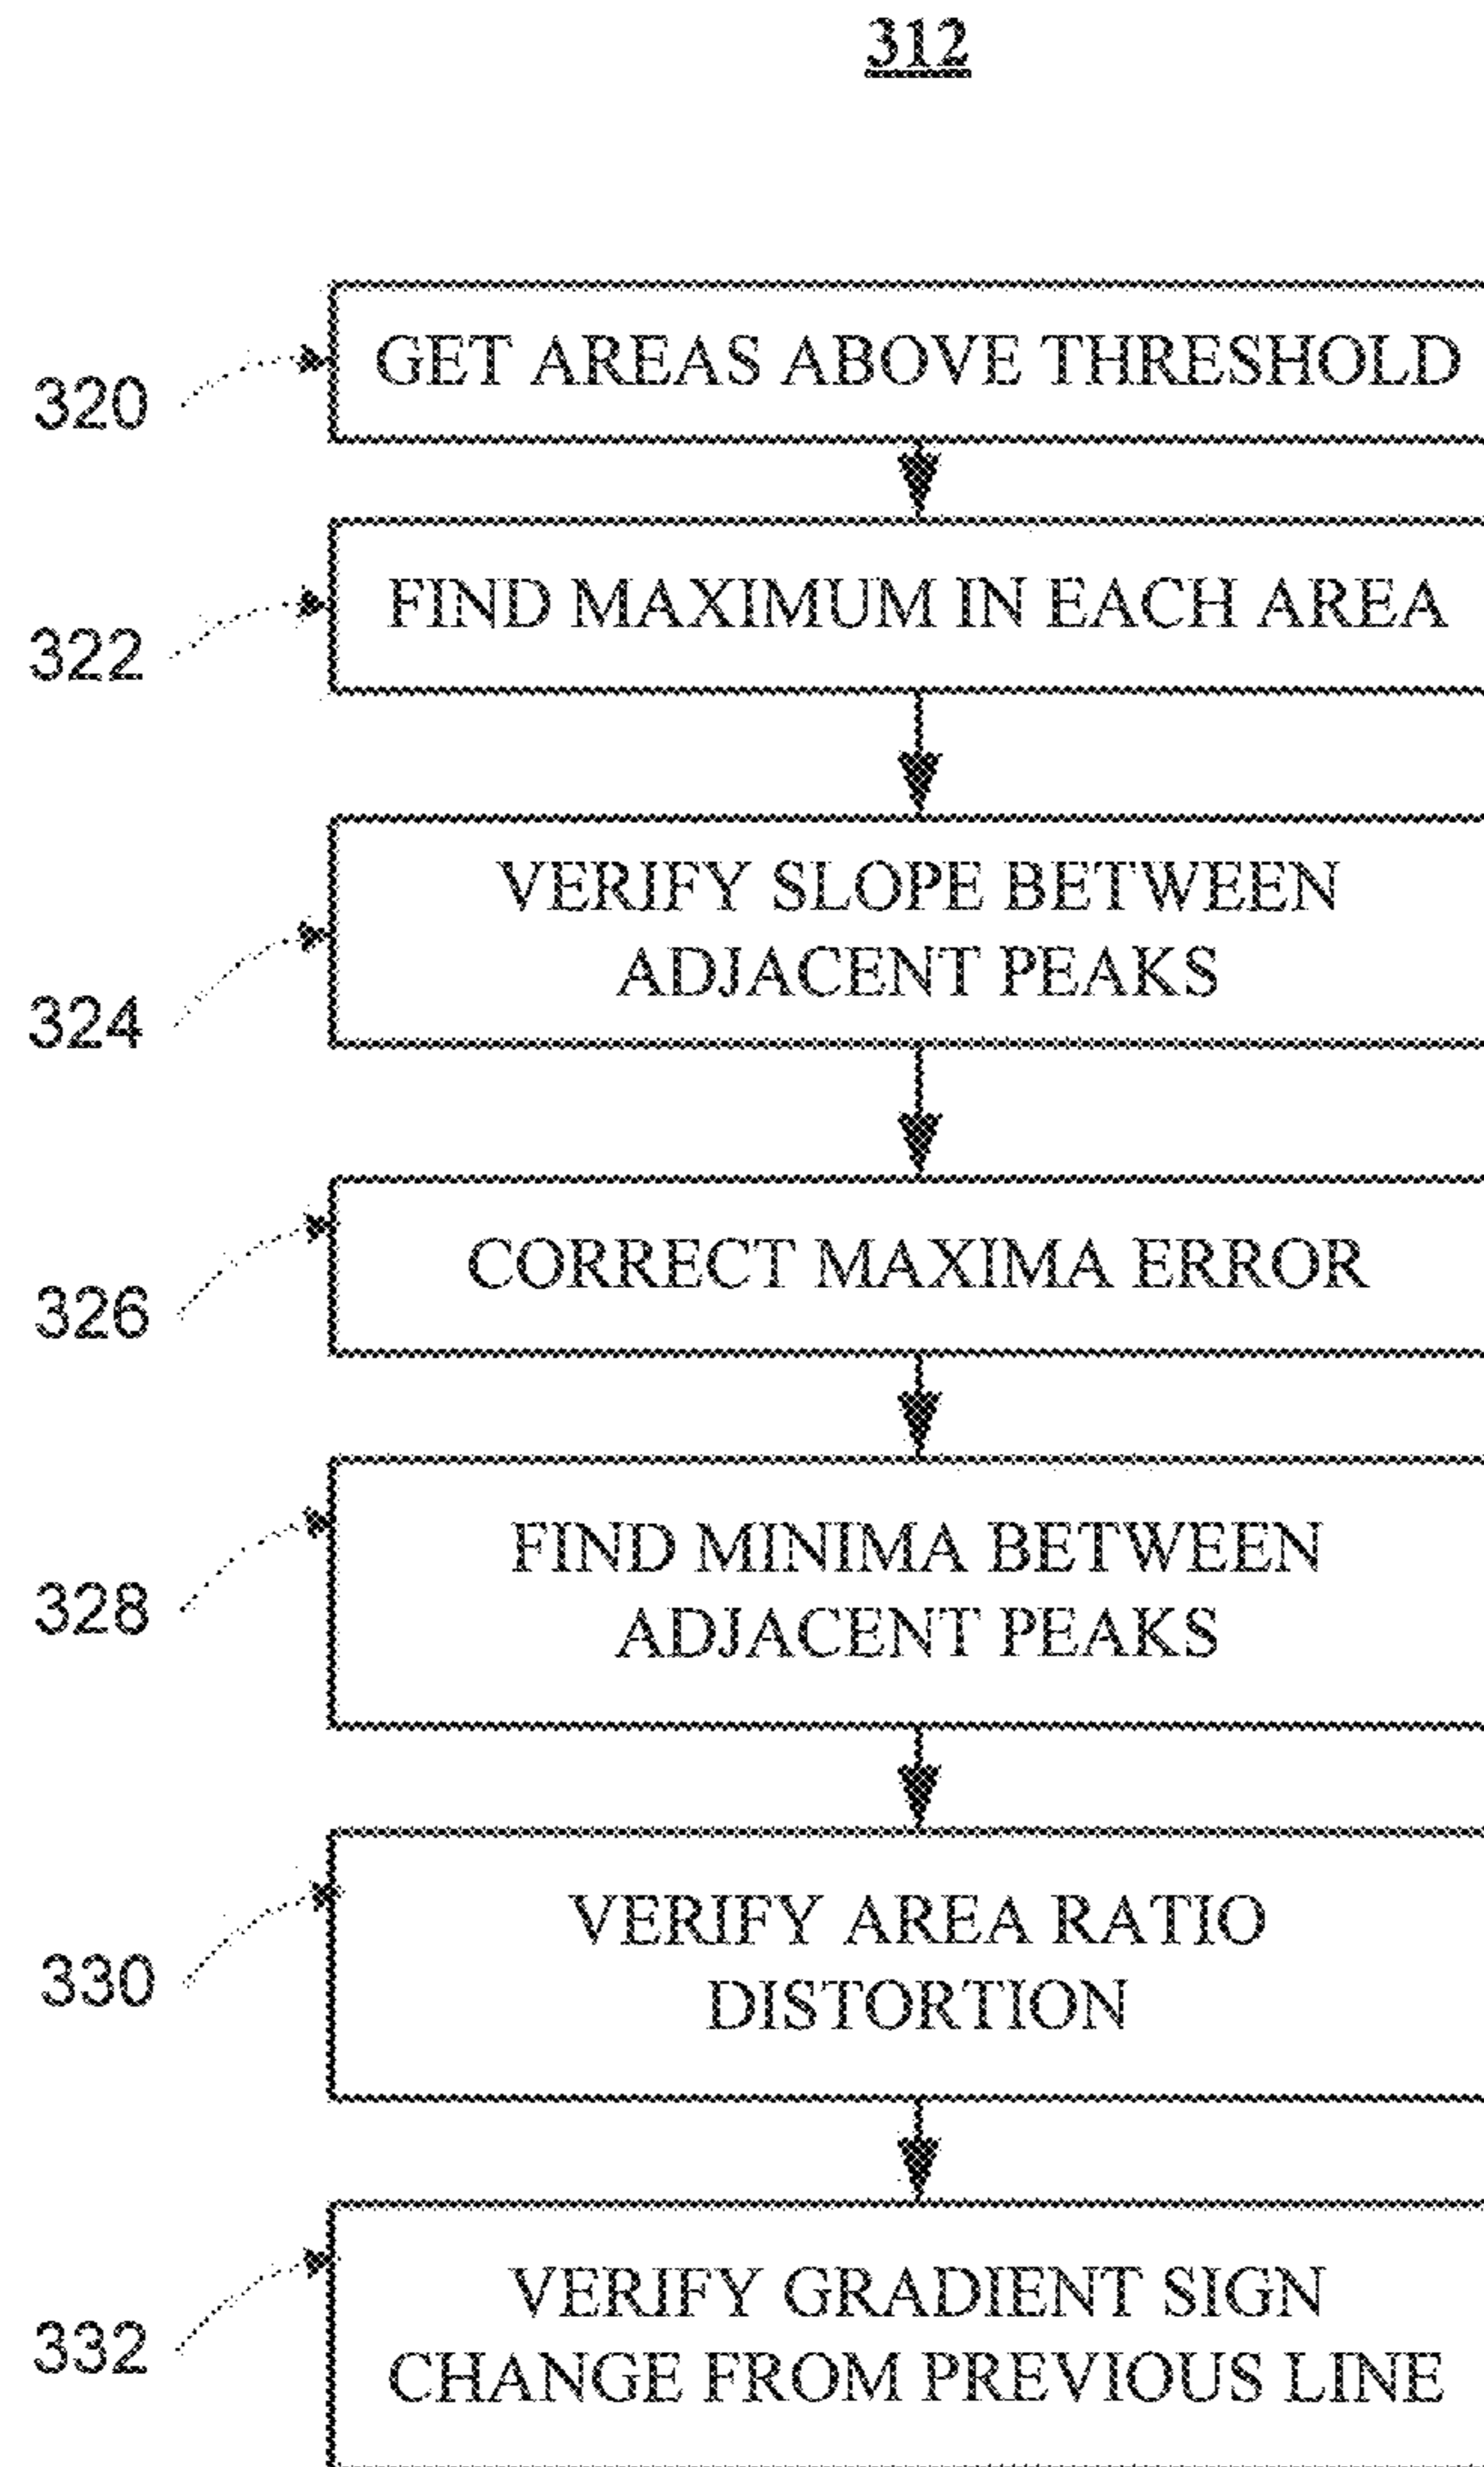 312
320
GET AREAS ABOVE THRESHOLD
322
FIND MAXIMUM IN EACH AREA
324
VERIFY SLOPE BETWEEN
ADJACENT PEAKS
326
CORRECT MAXIMA ERROR
328
FIND MINIMA BETWEEN
ADJACENT PEAKS
330
VERIFY AREA RATIO
DISTORTION
332
VERIFY GRADIENT SIGN
CHANGE FROM PREVIOUS LINE